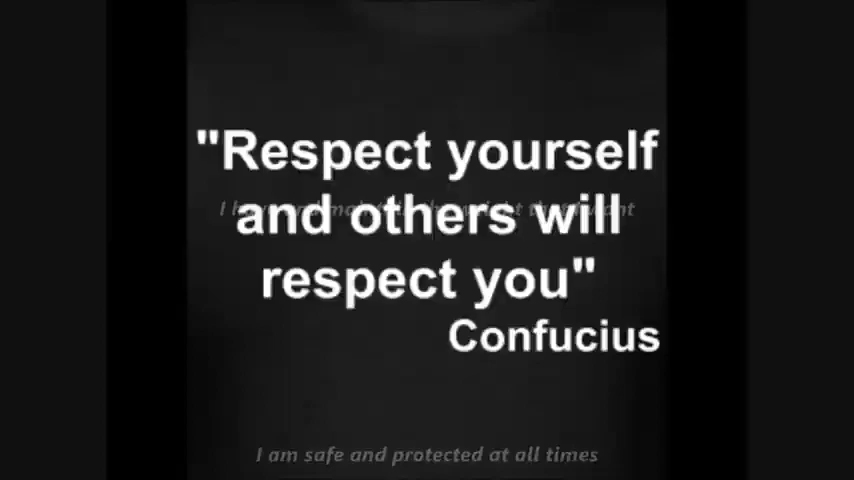 "Respect yourself
and others will
respect you"
Confucius
I am safe and protected at all times